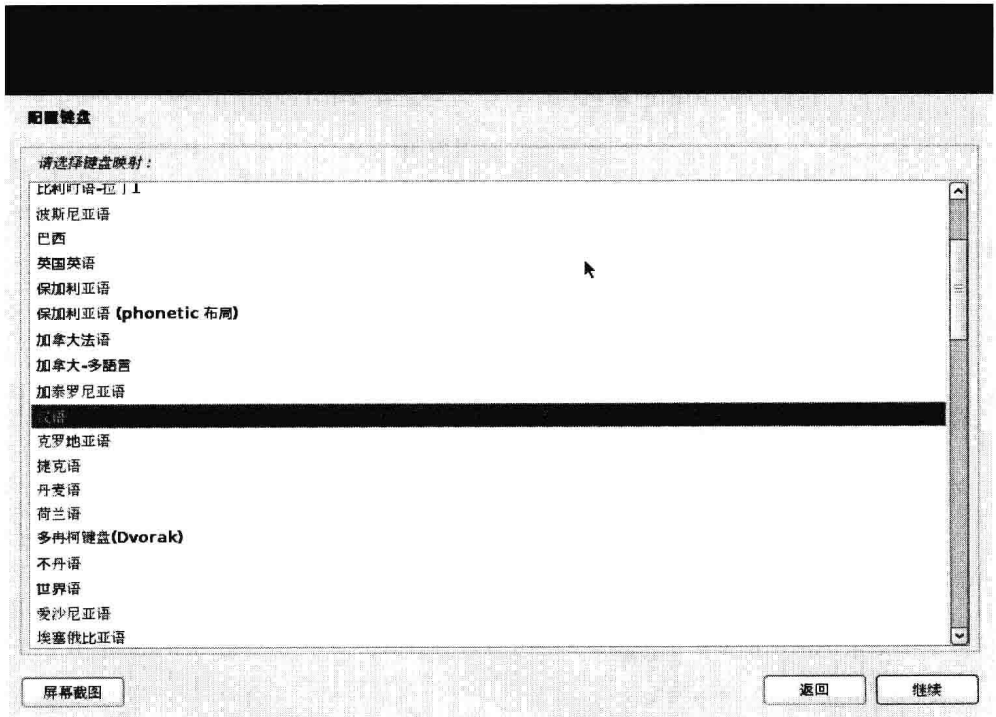 配置键盘
请选择键盘映射：
波斯尼亚语
巴西
英国英语
保加利亚语
保加利亚语 (phonetic 布局)
加拿大法语
加拿大-多語言
加泰罗尼亚语
汉语
克罗地亚语
捷克语
丹麦语
荷兰语
多冉柯键盘(Dvorak)
不丹语
世界语
爱沙尼亚语
埃塞俄比亚语
屏幕截图
返回
继续